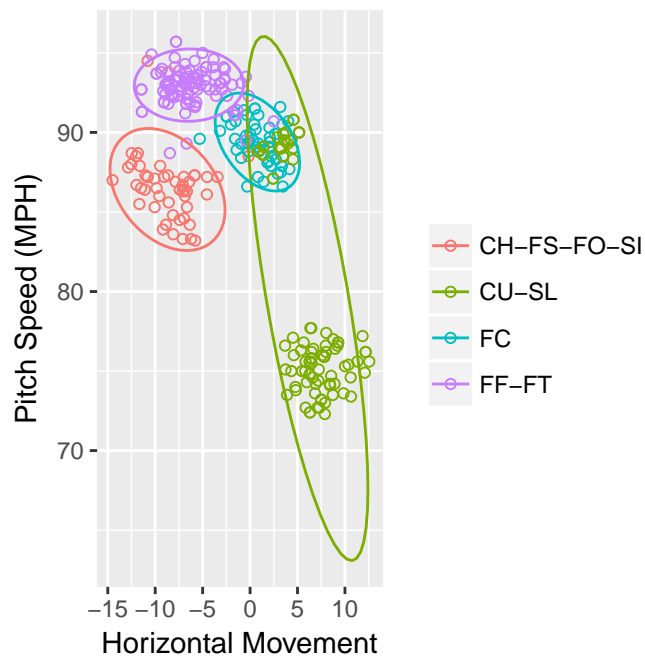 Pitch Speed (MPH)
90
80
70
−15 −10 −5 0 5 10
Horizontal Movement
CH−FS−FO−SI
CU−SL
FC
FF−FT